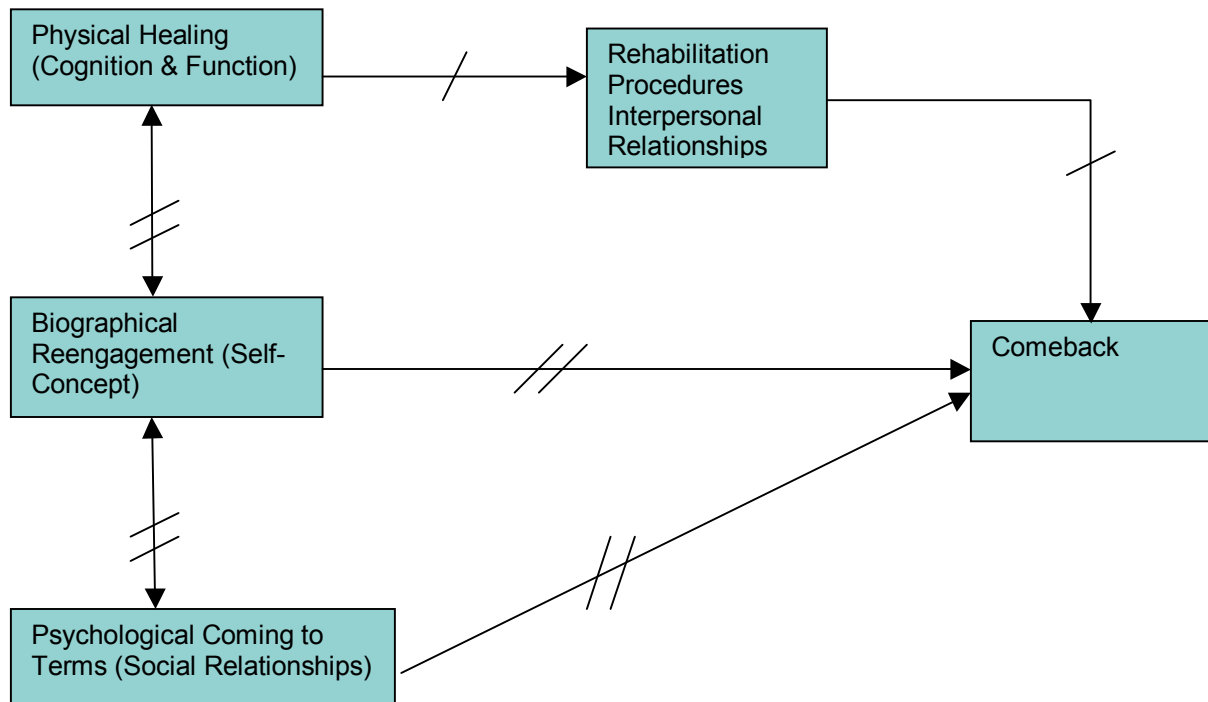 Physical Healing
(Cognition & Function)
Rehabilitation
Procedures
Interpersonal
Relationships
Biographical
Reengagement (Self-
Concept)
Comeback
Psychological Coming to
Terms (Social Relationships)